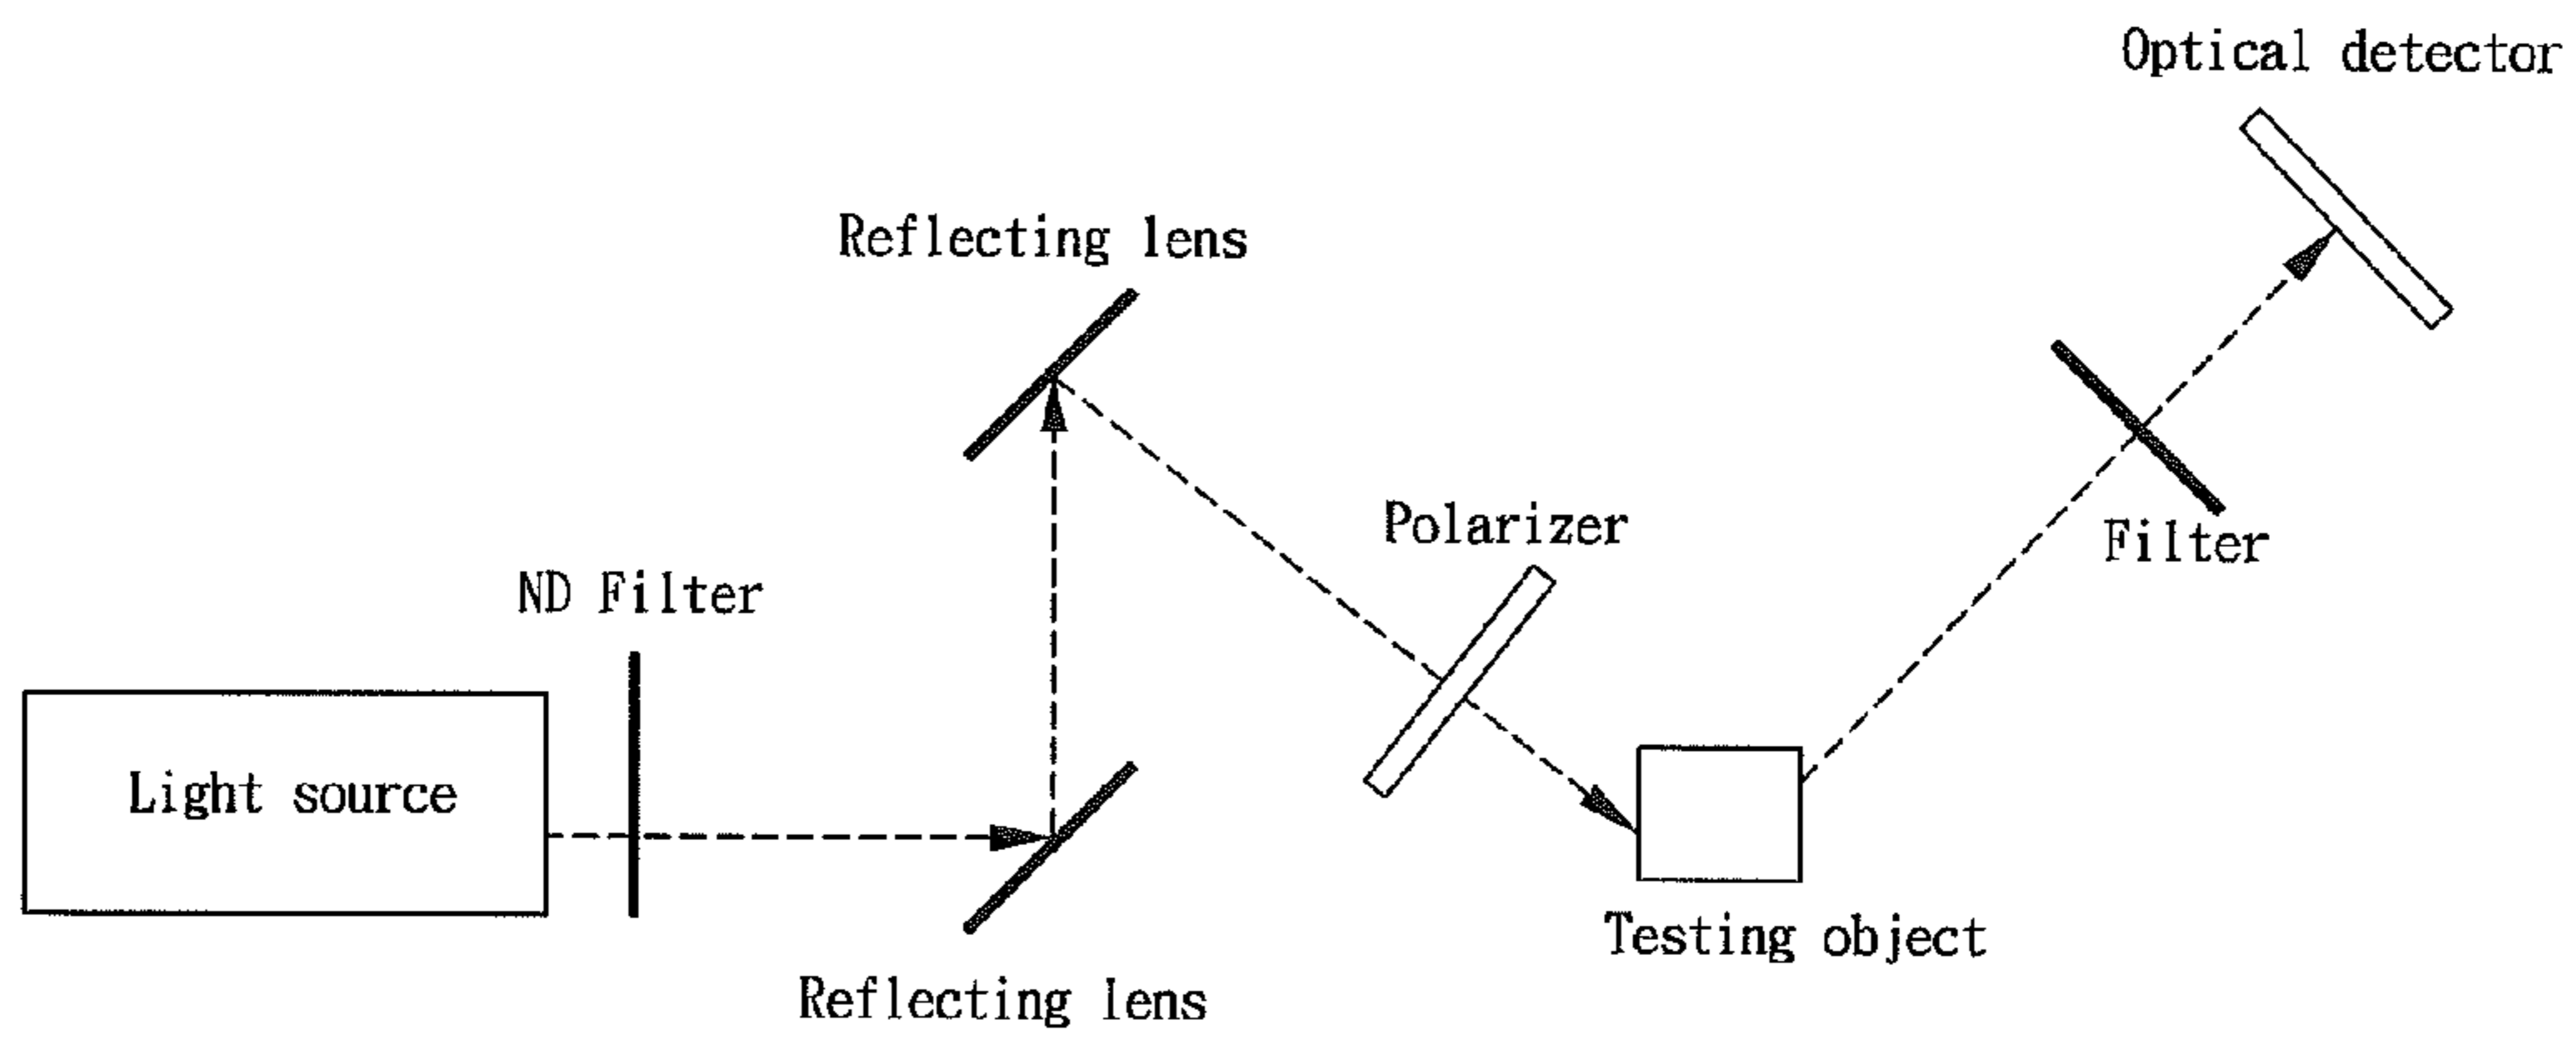 Optical detector
Reflecting lens
Polarizer
Filter
ND Filter
Light source
Testing object
Reflecting lens